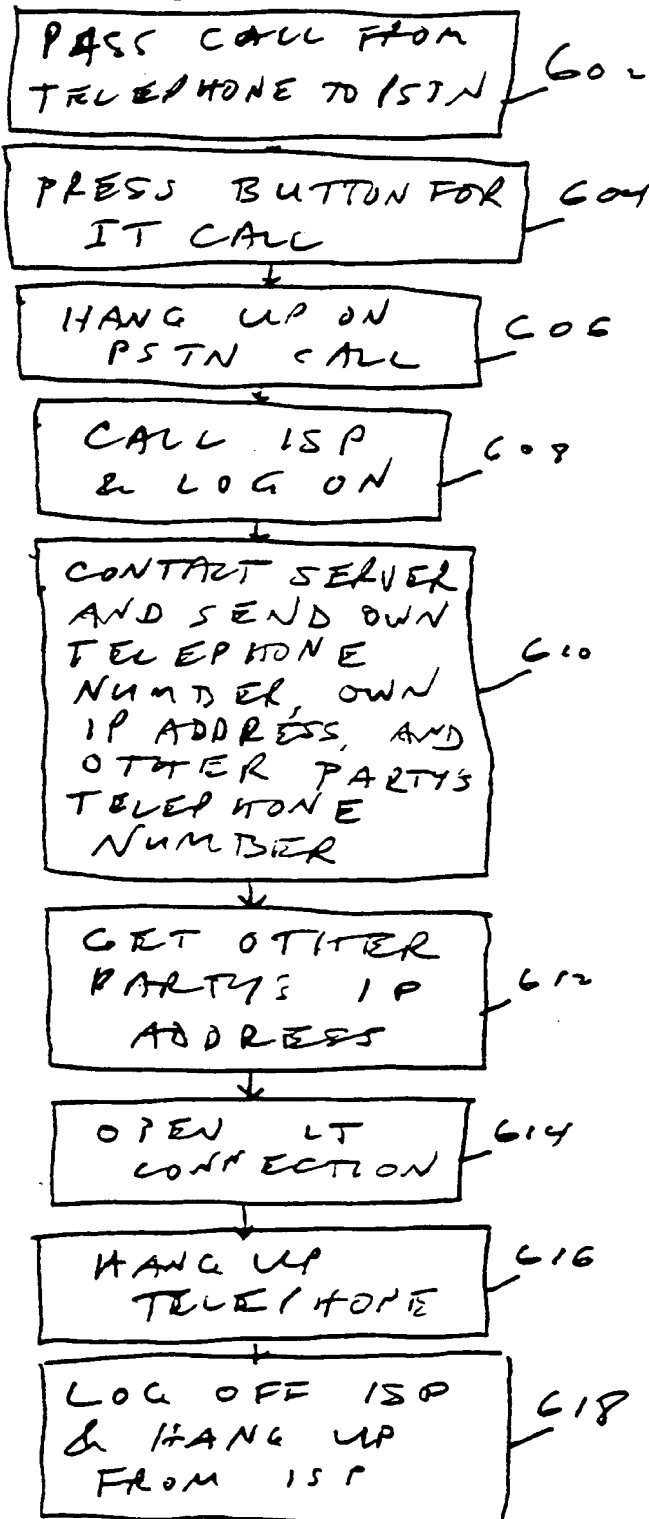 PASS CALL FROM
TELEPHONE TO PSTN
602
PRESS BUTTON FOR
IT CALL
604
HANG UP ON
PSTN CALL
606
CALL ISP
& LOG ON
608
CONTACT SERVER
AND SEND OWN
TELEPHONE
NUMBER, OWN
IP ADDRESS, AND
OTHER PARTY'S
TELEPHONE
NUMBER
610
GET OTHER
PARTY'S IP
ADDRESS
612
OPEN IT
CONNECTION
614
HANG UP
TELEPHONE
616
LOG OFF ISP
& HANG UP
FROM ISP
618